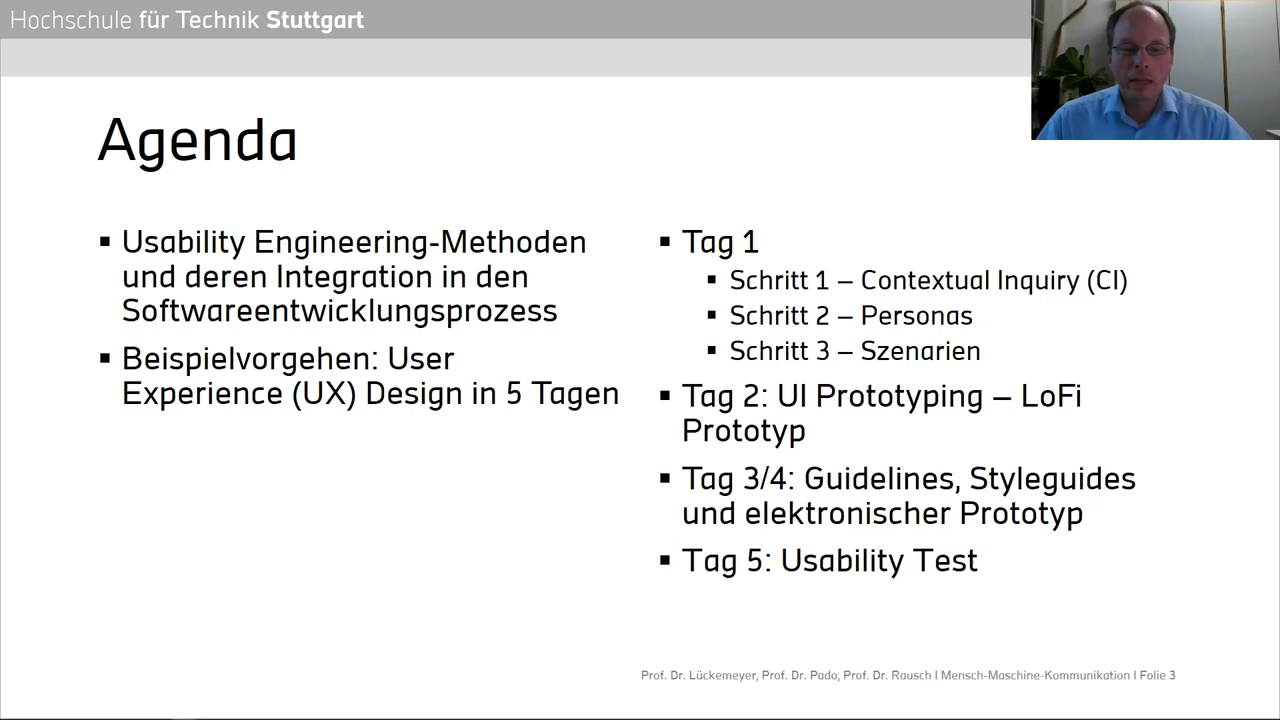 Hochschule für Technik Stuttgart
Agenda
▪ Usability Engineering-Methoden
und deren Integration in den
Softwareentwicklungsprozess
▪ Beispielvorgehen: User
Experience (UX) Design in 5 Tagen
▪ Tag 1
▪ Schritt 1 – Contextual Inquiry (CI)
▪ Schritt 2 – Personas
▪ Schritt 3 – Szenarien
▪ Tag 2: UI Prototyping – LoFi
Prototyp
▪ Tag 3/4: Guidelines, Styleguides
und elektronischer Prototyp
▪ Tag 5: Usability Test
Prof. Dr. Lückemeyer, Prof. Dr. Pado, Prof. Dr. Rausch I Mensch-Maschine-Kommunikation I Folie 3